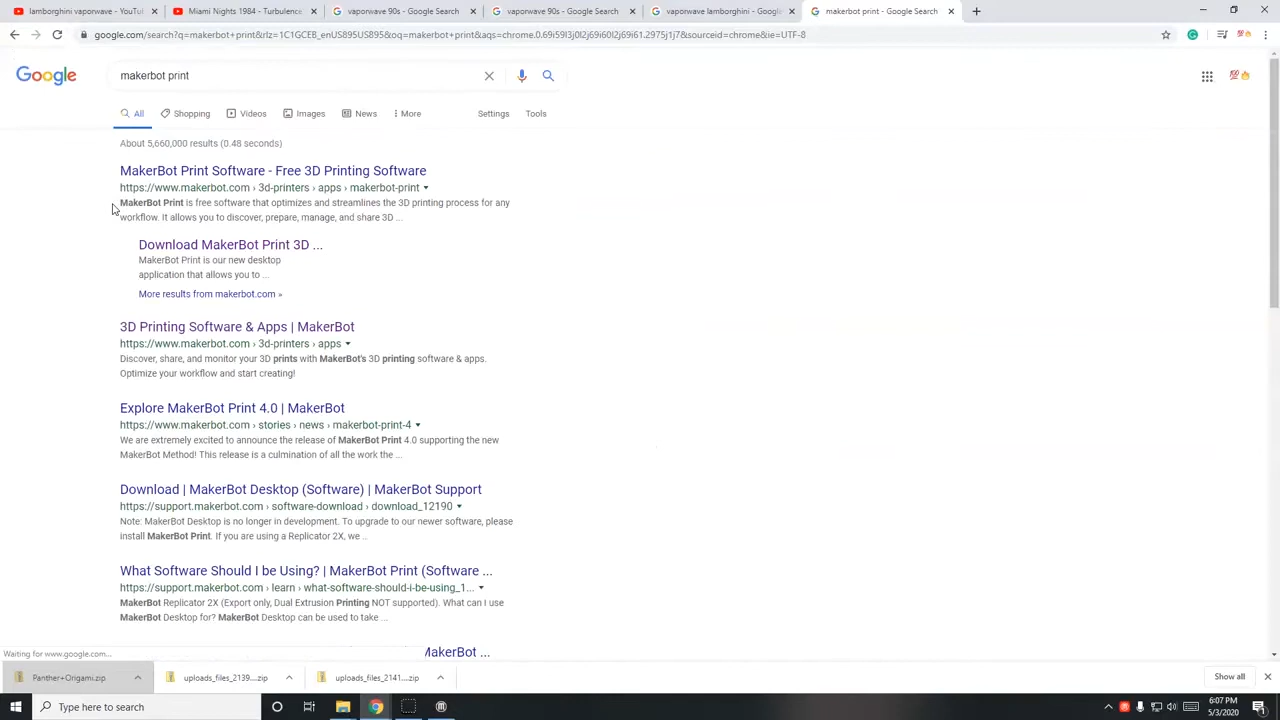 lamborghini vaporwave - YouTu
Miami Nights 1984 - Turbulence
vaporwave 90s - Google Search
vaporwave 90s - Google Search
vaporwave lamborghini - Google
makerbot print - Google Search
google.com/search?q=makerbot+print&rlz=1C1GCEB_enUS895US895&oq=makerbot+print&aqs=chrome.0.69i59l3j0l2j69i60l2j69i61.2975j1j7&sourceid=chrome&ie=UTF-8
Google
makerbot print
All Shopping Videos Images News More Settings Tools
About 5,660,000 results (0.48 seconds)
MakerBot Print Software - Free 3D Printing Software
https://www.makerbot.com › 3d-printers › apps › makerbot-print
MakerBot Print is free software that optimizes and streamlines the 3D printing process for any
workflow. It allows you to discover, prepare, manage, and share 3D ...
Download MakerBot Print 3D ...
MakerBot Print is our new desktop
application that allows you to ...
More results from makerbot.com »
3D Printing Software & Apps | MakerBot
https://www.makerbot.com › 3d-printers › apps
Discover, share, and monitor your 3D prints with MakerBot's 3D printing software & apps.
Optimize your workflow and start creating!
Explore MakerBot Print 4.0 | MakerBot
https://www.makerbot.com › stories › news › makerbot-print-4
We are extremely excited to announce the release of MakerBot Print 4.0 supporting the new
MakerBot Method! This release is a culmination of all the work the ...
Download | MakerBot Desktop (Software) | MakerBot Support
https://support.makerbot.com › software-download › download_12190
Note: MakerBot Desktop is no longer in development. To upgrade to our newer software, please
install MakerBot Print. If you are using a Replicator 2X, we ...
What Software Should I be Using? | MakerBot Print (Software ...
https://support.makerbot.com › learn › what-software-should-i-be-using_1...
MakerBot Replicator 2X (Export only, Dual Extrusion Printing NOT supported). What can I use
MakerBot Desktop for? MakerBot Desktop can be used to take ...
MakerBot ...
Waiting for www.google.com...
Panther+Origami.zip
uploads_files_2139....zip
uploads_files_2141....zip
Show all
Type here to search
6:07 PM
5/3/2020